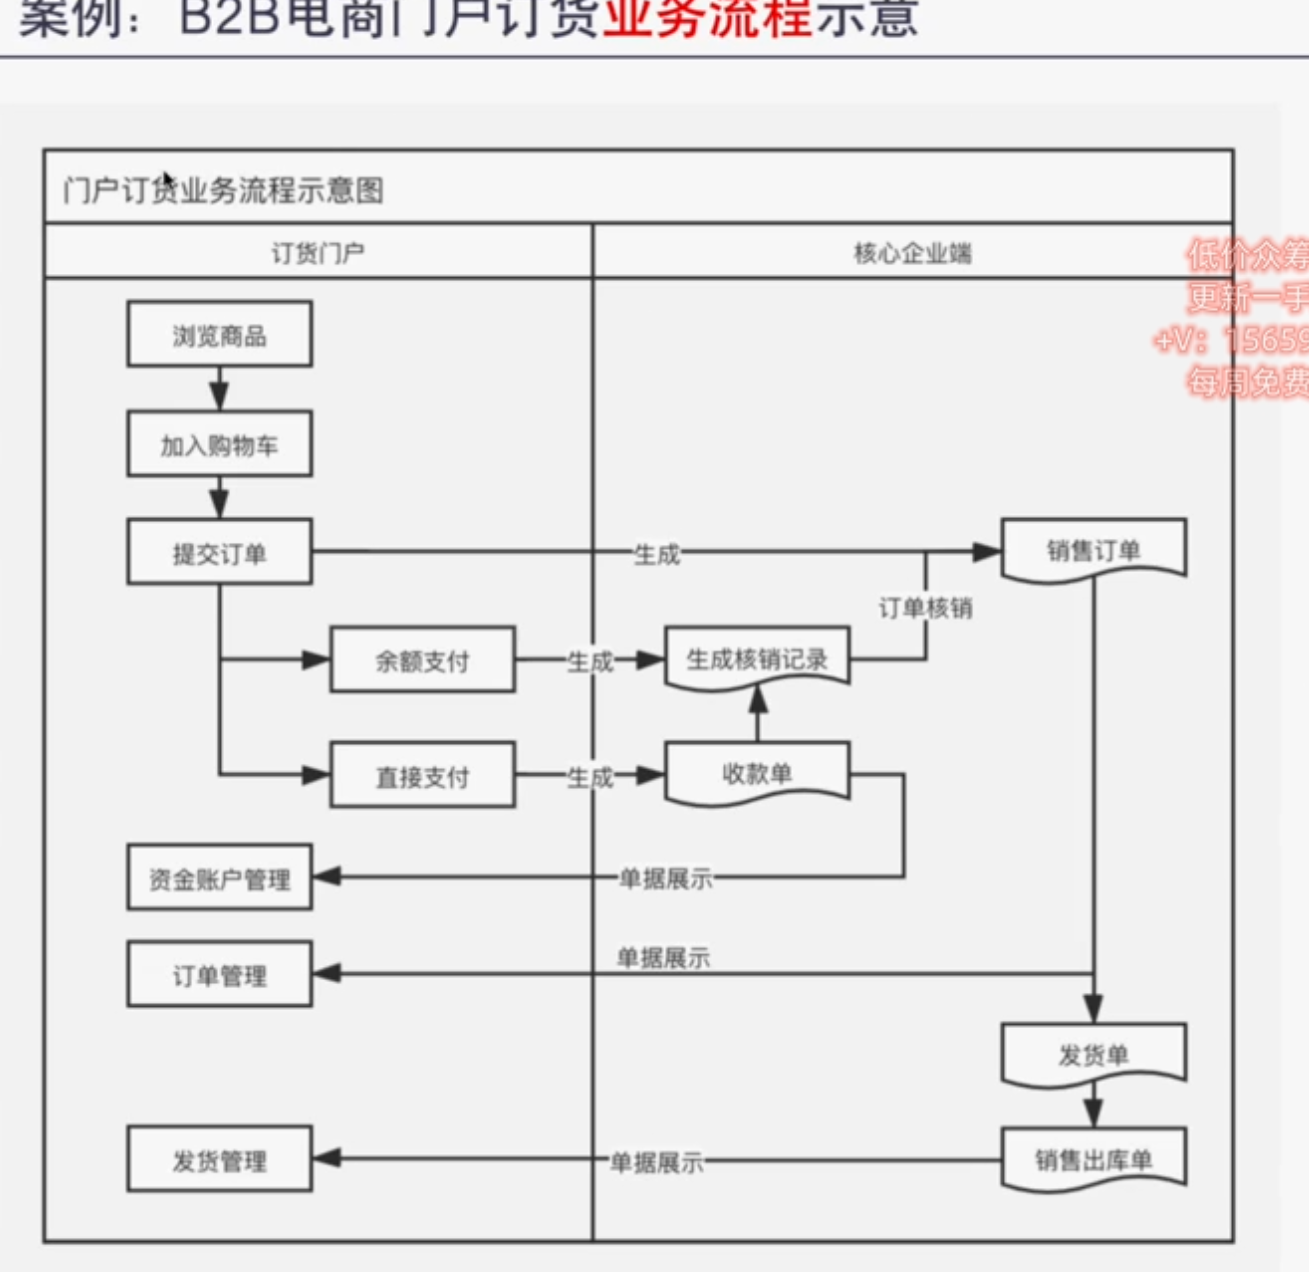 案例：B2B电商门户订货业务流程示意
门户订货业务流程示意图
订货门户
核心企业端
低价众筹
更新一手
+V：15659
每周免费
浏览商品
加入购物车
提交订单
生成
销售订单
订单核销
余额支付
生成
生成核销记录
直接支付
生成
收款单
资金账户管理
单据展示
单据展示
订单管理
发货单
发货管理
单据展示
销售出库单